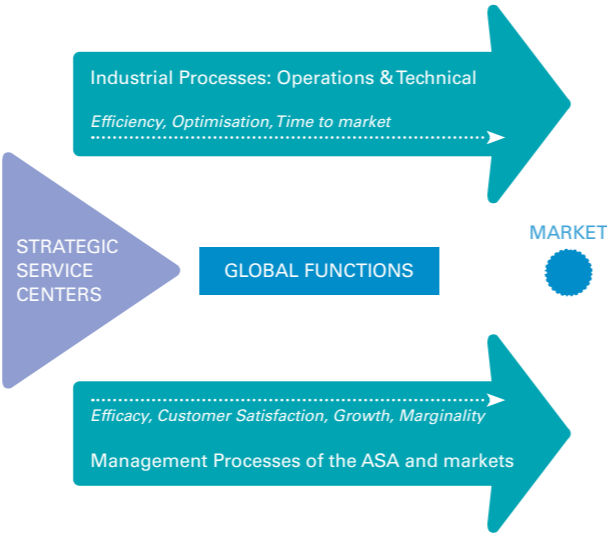 Industrial Processes: Operations & Technical
Efficiency, Optimisation, Time to market
STRATEGIC
SERVICE
CENTERS
GLOBAL FUNCTIONS
MARKET
Efficacy, Customer Satisfaction, Growth, Marginality
Management Processes of the ASA and markets